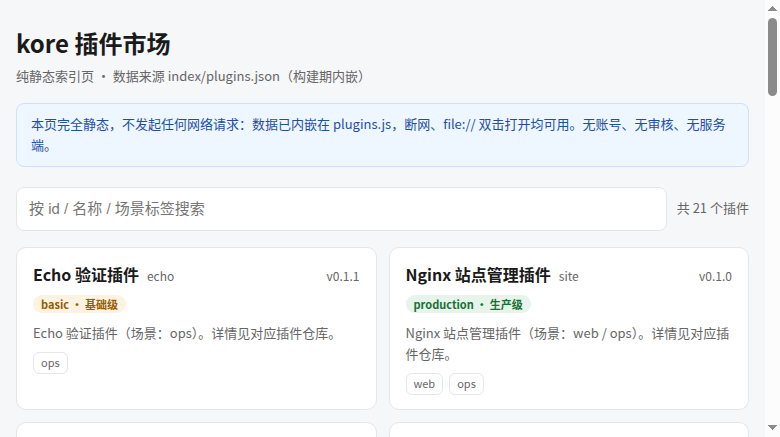 kore 插件市场
纯静态索引页 · 数据来源 index/plugins.json（构建期内嵌）
本页完全静态，不发起任何网络请求：数据已内嵌在 plugins.js，断网、file:// 双击打开均可用。无账号、无审核、无服务
端。
按 id / 名称 / 场景标签搜索
共 21 个插件
Echo 验证插件 echo v0.1.1
basic · 基础级
Echo 验证插件（场景：ops）。详情见对应插件仓库。
ops
Nginx 站点管理插件 site v0.1.0
production · 生产级
Nginx 站点管理插件（场景：web / ops）。详情见对应插
件仓库。
web ops